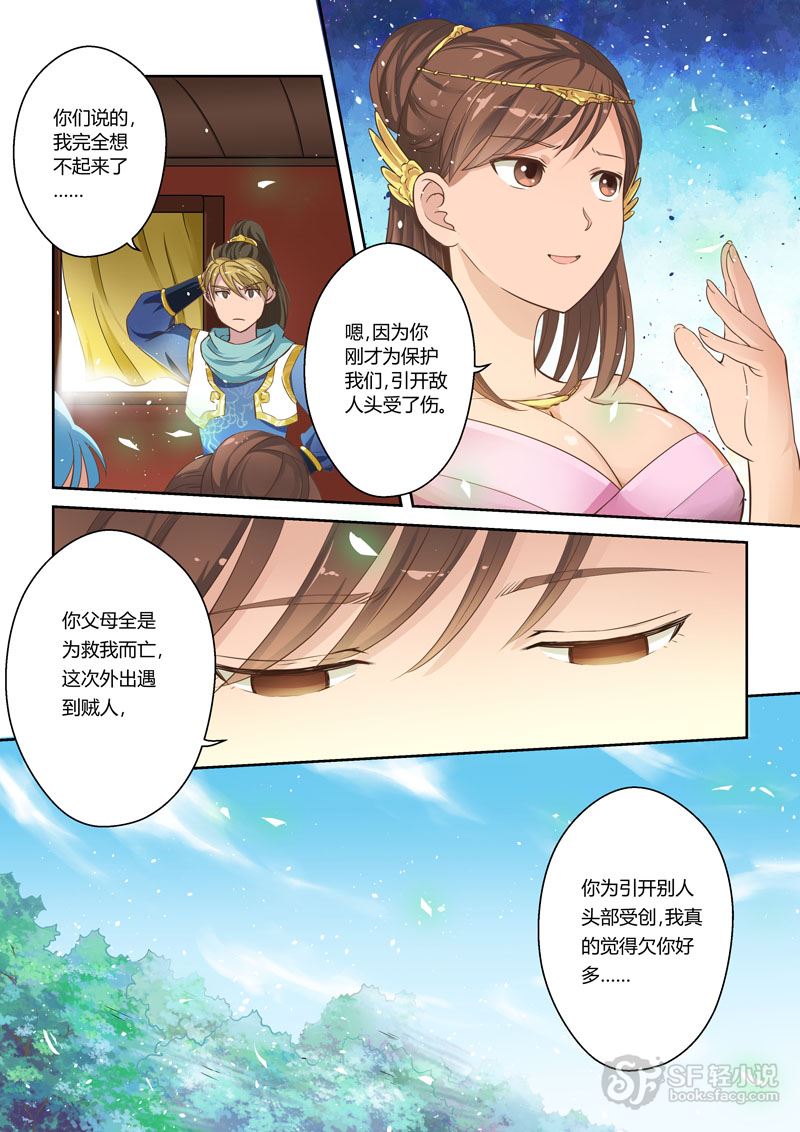 你们说的，
我完全想
不起来了
……
嗯，因为你
刚才为保护
我们，引开敌
人头受了伤。
你父母全是
为救我而亡，
这次外出遇
到贼人，
你为引开别人
头部受创，我真
的觉得欠你好
多……
SF轻小说
book.sfacg.com